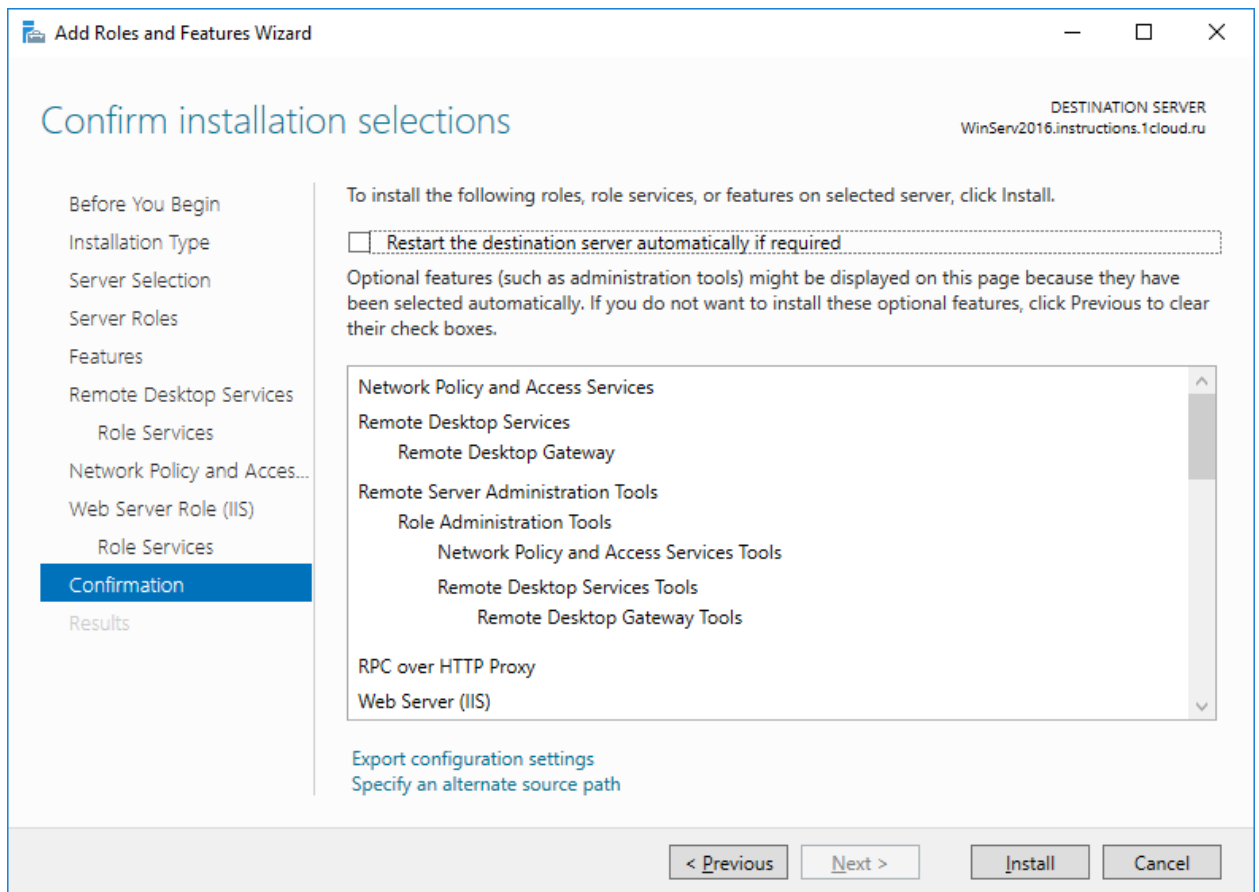 Add Roles and Features Wizard
Confirm installation selections
DESTINATION SERVER
WinServ2016.instructions.1cloud.ru
Before You Begin
Installation Type
Server Selection
Server Roles
Features
Remote Desktop Services
Role Services
Network Policy and Acces...
Web Server Role (IIS)
Role Services
Confirmation
Results
To install the following roles, role services, or features on selected server, click Install.
Restart the destination server automatically if required
Optional features (such as administration tools) might be displayed on this page because they have
been selected automatically. If you do not want to install these optional features, click Previous to clear
their check boxes.
Network Policy and Access Services
Remote Desktop Services
Remote Desktop Gateway
Remote Server Administration Tools
Role Administration Tools
Network Policy and Access Services Tools
Remote Desktop Services Tools
Remote Desktop Gateway Tools
RPC over HTTP Proxy
Web Server (IIS)
Export configuration settings
Specify an alternate source path
< Previous
Next >
Install
Cancel